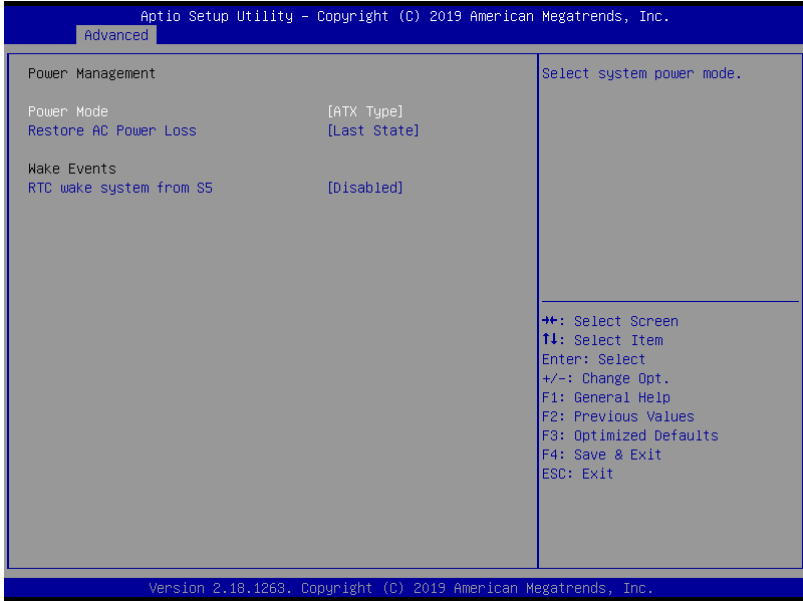 Aptio Setup Utility – Copyright (C) 2019 American Megatrends, Inc.
Advanced
Power Management
Select system power mode.
Power Mode [ATX Type]
Restore AC Power Loss [Last State]
Wake Events
RTC wake system from S5 [Disabled]
→←: Select Screen
↑↓: Select Item
Enter: Select
+/-: Change Opt.
F1: General Help
F2: Previous Values
F3: Optimized Defaults
F4: Save & Exit
ESC: Exit
Version 2.18.1263. Copyright (C) 2019 American Megatrends, Inc.